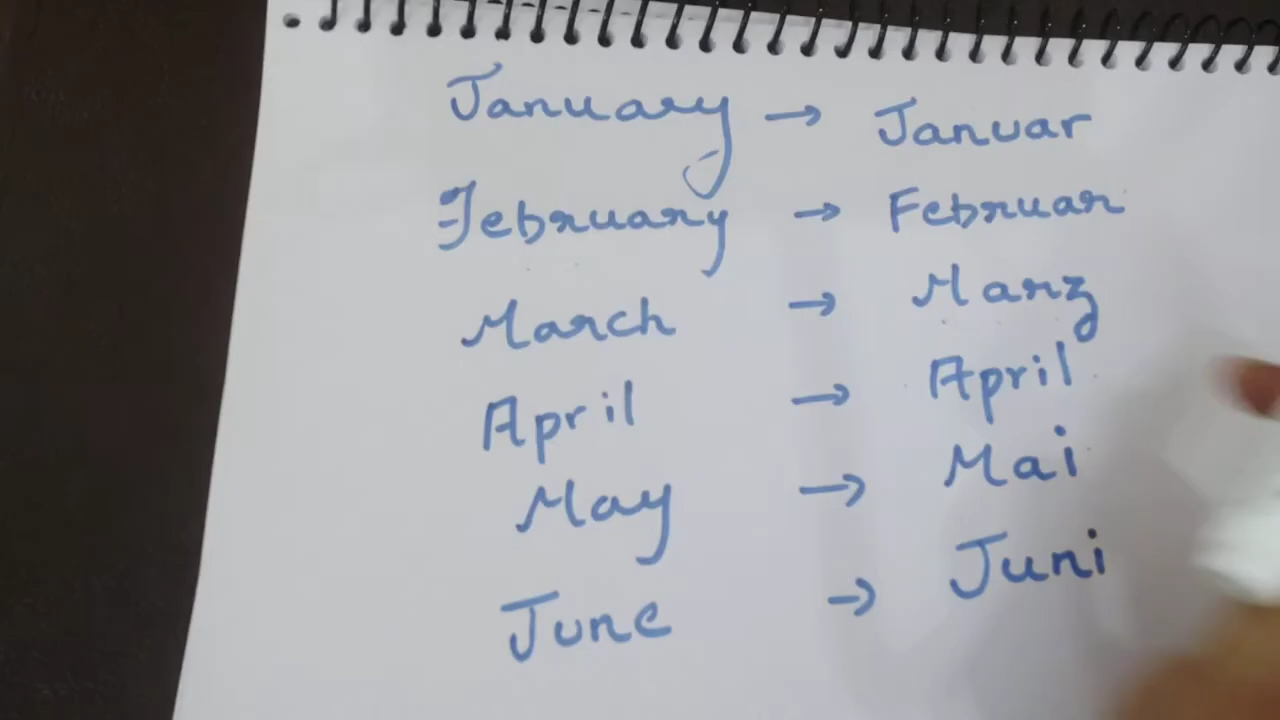 January → Januar
February → Februar
March → Marz
April → April
May → Mai
June → Juni